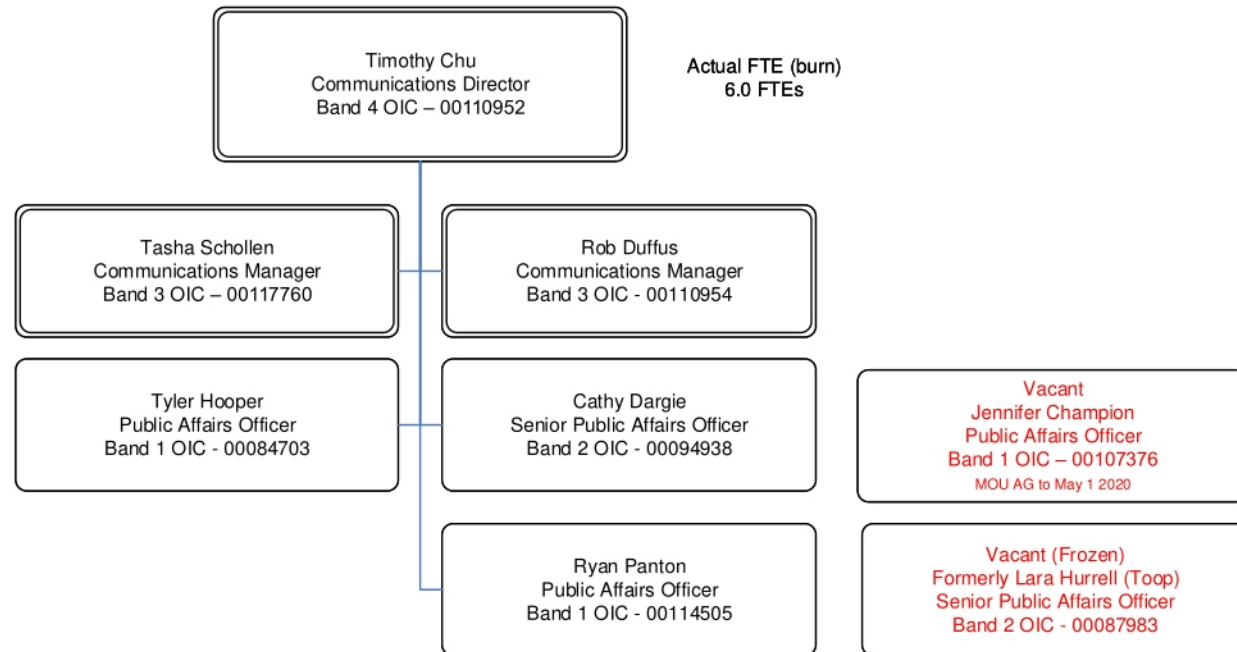 Timothy Chu
Communications Director
Band 4 OIC – 00110952
Actual FTE (burn)
6.0 FTEs
Tasha Schollen
Communications Manager
Band 3 OIC – 00117760
Rob Duffus
Communications Manager
Band 3 OIC - 00110954
Tyler Hooper
Public Affairs Officer
Band 1 OIC - 00084703
Cathy Dargie
Senior Public Affairs Officer
Band 2 OIC - 00094938
Vacant
Jennifer Champion
Public Affairs Officer
Band 1 OIC – 00107376
MOU AG to May 1 2020
Ryan Panton
Public Affairs Officer
Band 1 OIC - 00114505
Vacant (Frozen)
Formerly Lara Hurrell (Toop)
Senior Public Affairs Officer
Band 2 OIC - 00087983